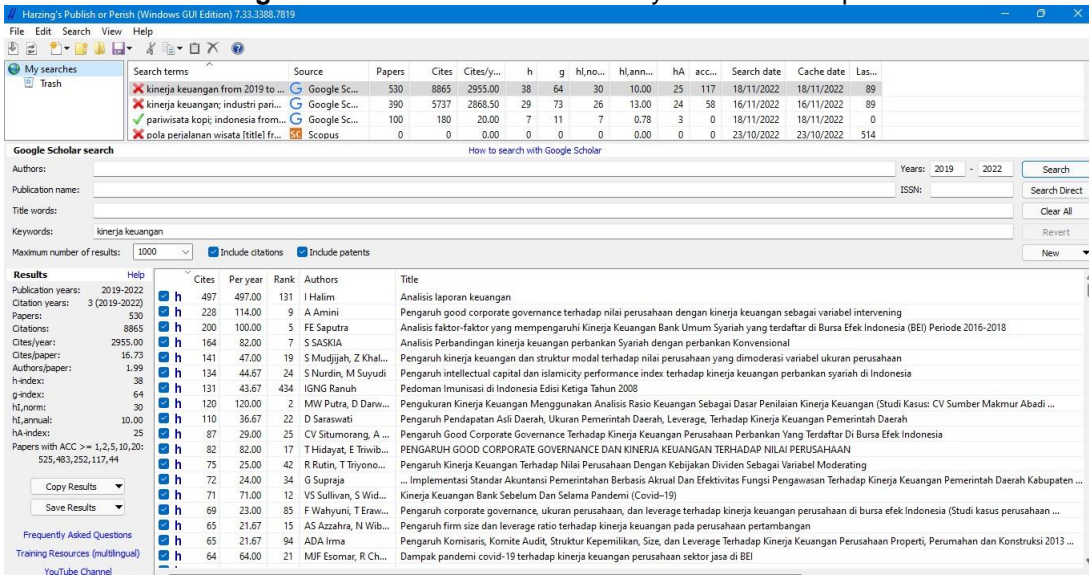 Harzing's Publish or Perish (Windows GUI Edition) 7.33.3388.7819
File Edit Search View Help
My searches
Trash
Search terms Source Papers Cites Cites/y... h g hI,no... hI,ann... hA acc... Search date Cache date Las...
kinerja keuangan from 2019 to ... Google Sc... 530 8865 2955.00 38 64 30 10.00 25 117 18/11/2022 18/11/2022 89
kinerja keuangan; industri pari... Google Sc... 390 5737 2868.50 29 73 26 13.00 24 58 16/11/2022 16/11/2022 89
pariwisata kopi; indonesia from... Google Sc... 100 180 20.00 7 11 7 0.78 3 0 18/11/2022 18/11/2022 0
pola perjalanan wisata [title] fr... SC Scopus 0 0 0.00 0 0 0 0.00 0 0 23/10/2022 23/10/2022 514
Google Scholar search How to search with Google Scholar
Authors: Years: 2019 - 2022 Search
Publication name: ISSN: Search Direct
Title words: Clear All
Keywords: kinerja keuangan Revert
Maximum number of results: 1000 Include citations Include patents New
Results Help
Publication years: 2019-2022
Citation years: 3 (2019-2022)
Papers: 530
Citations: 8865
Cites/year: 2955.00
Cites/paper: 16.73
Authors/paper: 1.99
h-index: 38
g-index: 64
hI,norm: 30
hI,annual: 10.00
hA-index: 25
Papers with ACC >= 1,2,5,10,20:
525,483,252,117,44
Copy Results
Save Results
Frequently Asked Questions
Training Resources (multilingual)
YouTube Channel
Cites Per year Rank Authors Title
h 497 497.00 131 I Halim Analisis laporan keuangan
h 228 114.00 9 A Amini Pengaruh good corporate governance terhadap nilai perusahaan dengan kinerja keuangan sebagai variabel intervening
h 200 100.00 5 FE Saputra Analisis faktor-faktor yang mempengaruhi Kinerja Keuangan Bank Umum Syariah yang terdaftar di Bursa Efek Indonesia (BEI) Periode 2016-2018
h 164 82.00 7 S SASKIA Analisis Perbandingan kinerja keuangan perbankan Syariah dengan perbankan Konvensional
h 141 47.00 19 S Mudjijah, Z Khal... Pengaruh kinerja keuangan dan struktur modal terhadap nilai perusahaan yang dimoderasi variabel ukuran perusahaan
h 134 44.67 24 S Nurdin, M Suyudi Pengaruh intellectual capital dan islamicity performance index terhadap kinerja keuangan perbankan syariah di Indonesia
h 131 43.67 434 IGNG Ranuh Pedoman Imunisasi di Indonesia Edisi Ketiga Tahun 2008
h 120 120.00 2 MW Putra, D Darw... Pengukuran Kinerja Keuangan Menggunakan Analisis Rasio Keuangan Sebagai Dasar Penilaian Kinerja Keuangan (Studi Kasus: CV Sumber Makmur Abadi ...
h 110 36.67 22 D Saraswati Pengaruh Pendapatan Asli Daerah, Ukuran Pemerintah Daerah, Leverage, Terhadap Kinerja Keuangan Pemerintah Daerah
h 87 29.00 25 CV Situmorang, A ... Pengaruh Good Corporate Governance Terhadap Kinerja Keuangan Perusahaan Perbankan Yang Terdaftar Di Bursa Efek Indonesia
h 82 82.00 17 T Hidayat, E Triwib... PENGARUH GOOD CORPORATE GOVERNANCE DAN KINERJA KEUANGAN TERHADAP NILAI PERUSAHAAN
h 75 25.00 42 R Rutin, T Triyono... Pengaruh Kinerja Keuangan Terhadap Nilai Perusahaan Dengan Kebijakan Dividen Sebagai Variabel Moderating
h 72 24.00 34 G Supraja ... Implementasi Standar Akuntansi Pemerintahan Berbasis Akrual Dan Efektivitas Fungsi Pengawasan Terhadap Kinerja Keuangan Pemerintah Daerah Kabupaten ...
h 71 71.00 12 VS Sullivan, S Wid... Kinerja Keuangan Bank Sebelum Dan Selama Pandemi (Covid–19)
h 69 23.00 85 F Wahyuni, T Eraw... Pengaruh corporate governance, ukuran perusahaan, dan leverage terhadap kinerja keuangan perusahaan di bursa efek Indonesia (Studi kasus perusahaan ...
h 65 21.67 15 AS Azzahra, N Wib... Pengaruh firm size dan leverage ratio terhadap kinerja keuangan pada perusahaan pertambangan
h 65 21.67 94 ADA Irma Pengaruh Komisaris, Komite Audit, Struktur Kepemilikan, Size, dan Leverage Terhadap Kinerja Keuangan Perusahaan Properti, Perumahan dan Konstruksi 2013 ...
h 64 64.00 21 MJF Esomar, R Ch... Dampak pandemi covid-19 terhadap kinerja keuangan perusahaan sektor jasa di BEI